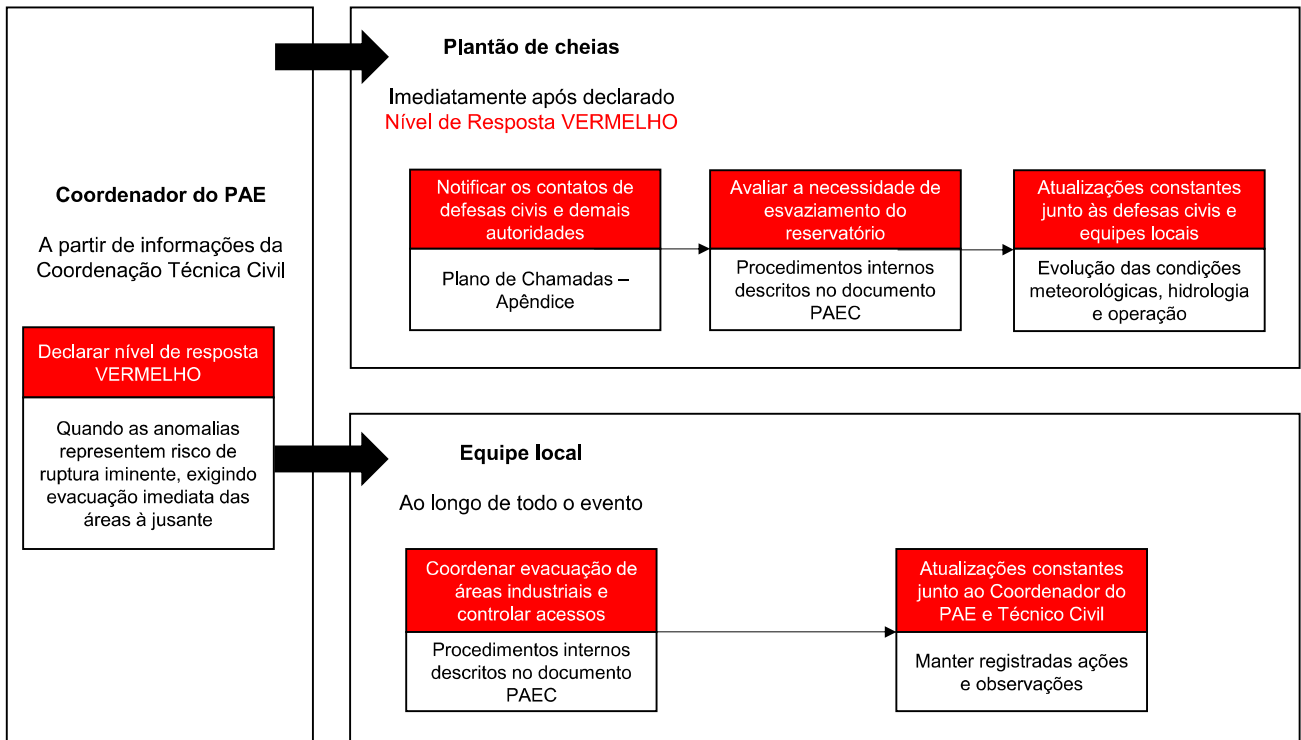 Coordenador do PAE
A partir de informações da
Coordenação Técnica Civil
Declarar nível de resposta
VERMELHO
Quando as anomalias
representem risco de
ruptura iminente, exigindo
evacuação imediata das
áreas à jusante
Plantão de cheias
Imediatamente após declarado
Nível de Resposta VERMELHO
Notificar os contatos de
defesas civis e demais
autoridades
Plano de Chamadas –
Apêndice
Avaliar a necessidade de
esvaziamento do
reservatório
Procedimentos internos
descritos no documento
PAEC
Atualizações constantes
junto às defesas civis e
equipes locais
Evolução das condições
meteorológicas, hidrologia
e operação
Equipe local
Ao longo de todo o evento
Coordenar evacuação de
áreas industriais e
controlar acessos
Procedimentos internos
descritos no documento
PAEC
Atualizações constantes
junto ao Coordenador do
PAE e Técnico Civil
Manter registradas ações
e observações